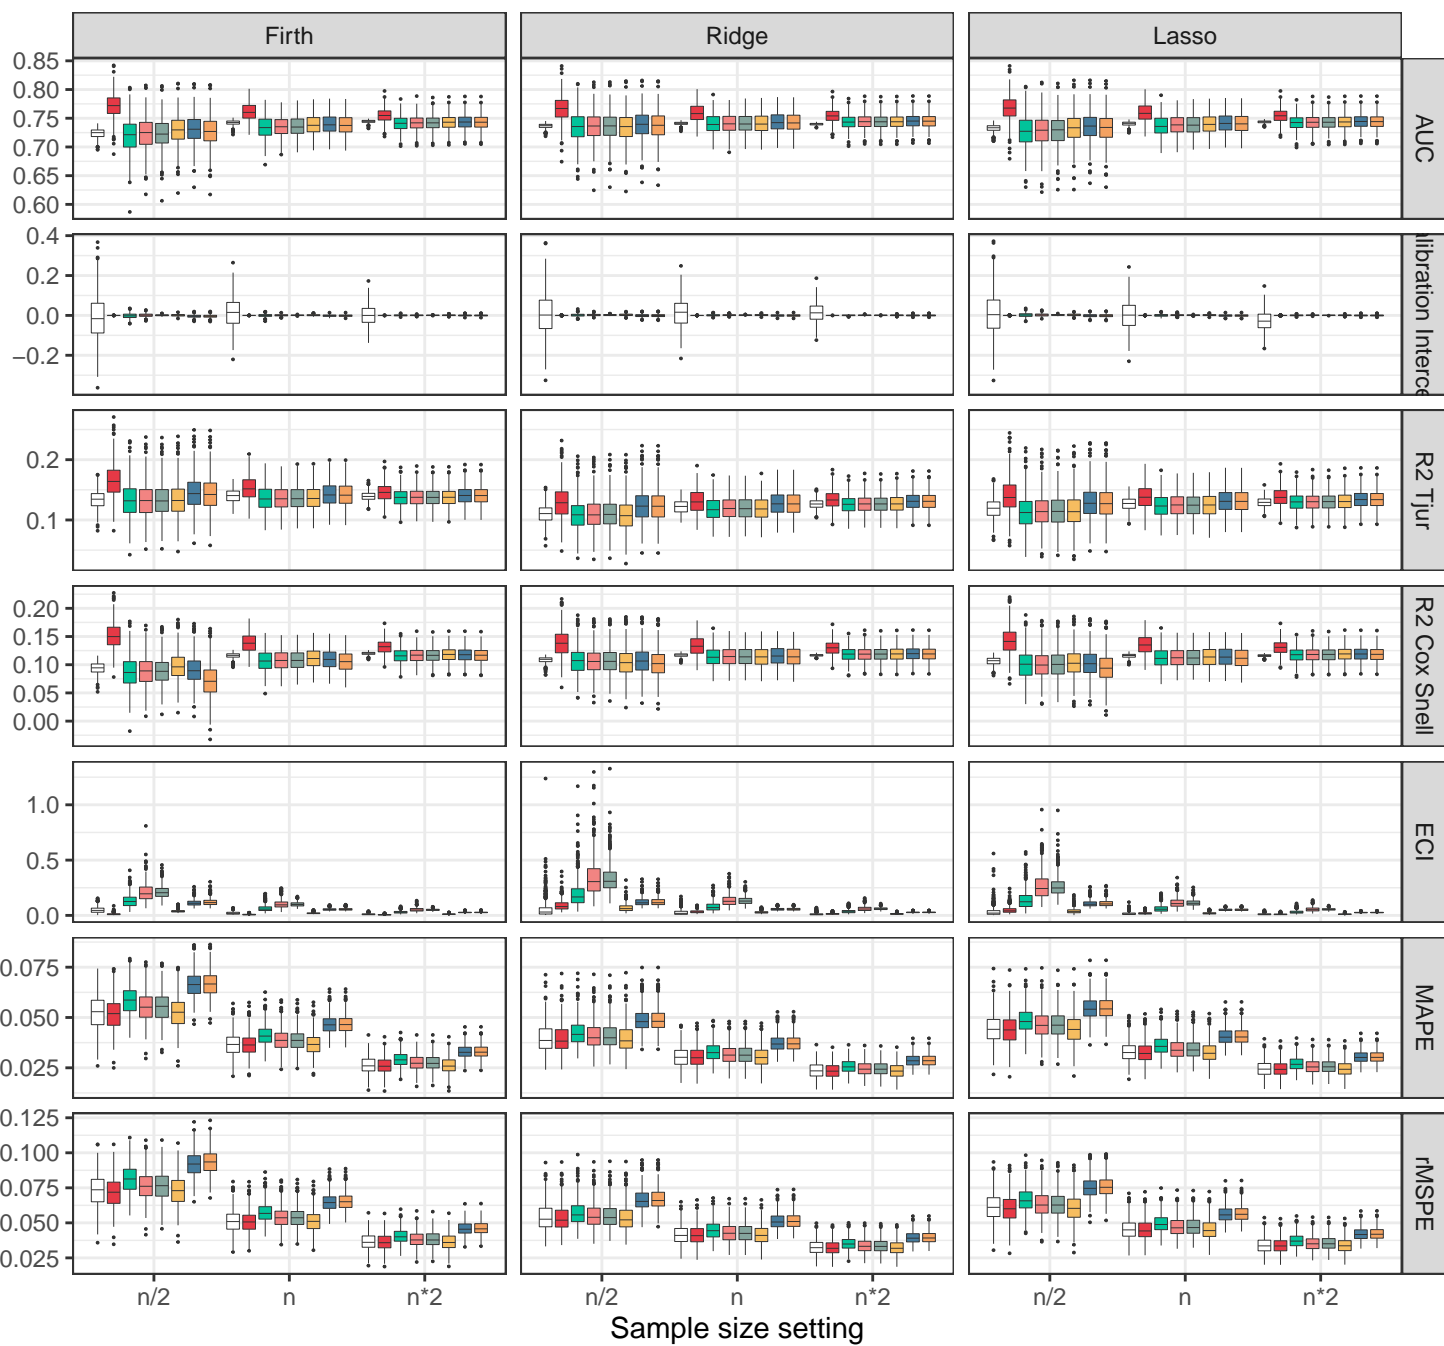 Firth Ridge Lasso
0.85
0.80
0.75
0.70
0.65
0.60
AUC
0.4
0.2
0.0
−0.2
alibration Interce
0.2
0.1
R2 Tjur
0.20
0.15
0.10
0.05
0.00
R2 Cox Snell
1.0
0.5
0.0
ECI
0.075
0.050
0.025
MAPE
0.125
0.100
0.075
0.050
0.025
rMSPE
n/2 n n*2 n/2 n n*2 n/2 n n*2
Sample size setting